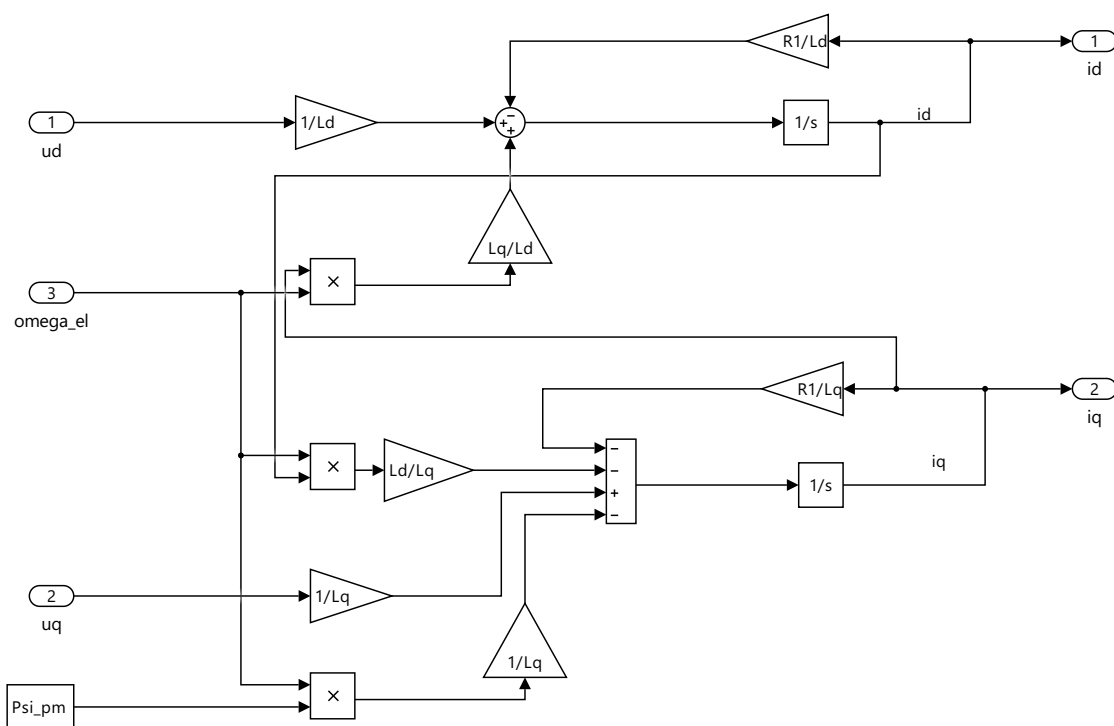 R1/Ld
1
id
1
ud
1/Ld
−
+
+
1/s
id
Lq/Ld
3
omega_el
×
R1/Lq
2
iq
×
Ld/Lq
−
−
+
−
1/s
iq
2
uq
1/Lq
1/Lq
Psi_pm
×